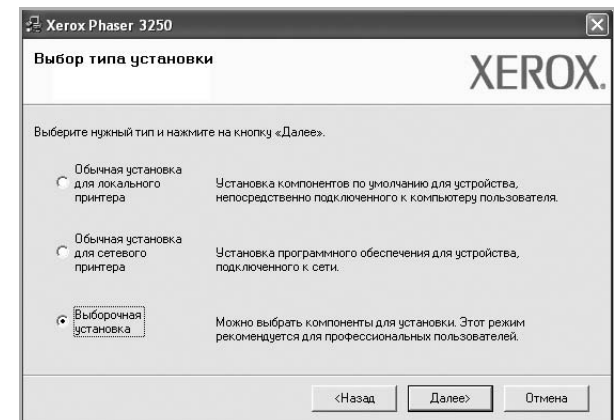 Xerox Phaser 3250
Выбор типа установки
XEROX.
Выберите нужный тип и нажмите на кнопку «Далее».
Обычная установка
для локального
принтера
Установка компонентов по умолчанию для устройства,
непосредственно подключенного к компьютеру пользователя.
Обычная установка
для сетевого
принтера
Установка программного обеспечения для устройства,
подключенного к сети.
Выборочная
установка
Можно выбрать компоненты для установки. Этот режим
рекомендуется для профессиональных пользователей.
<Назад
Далее>
Отмена